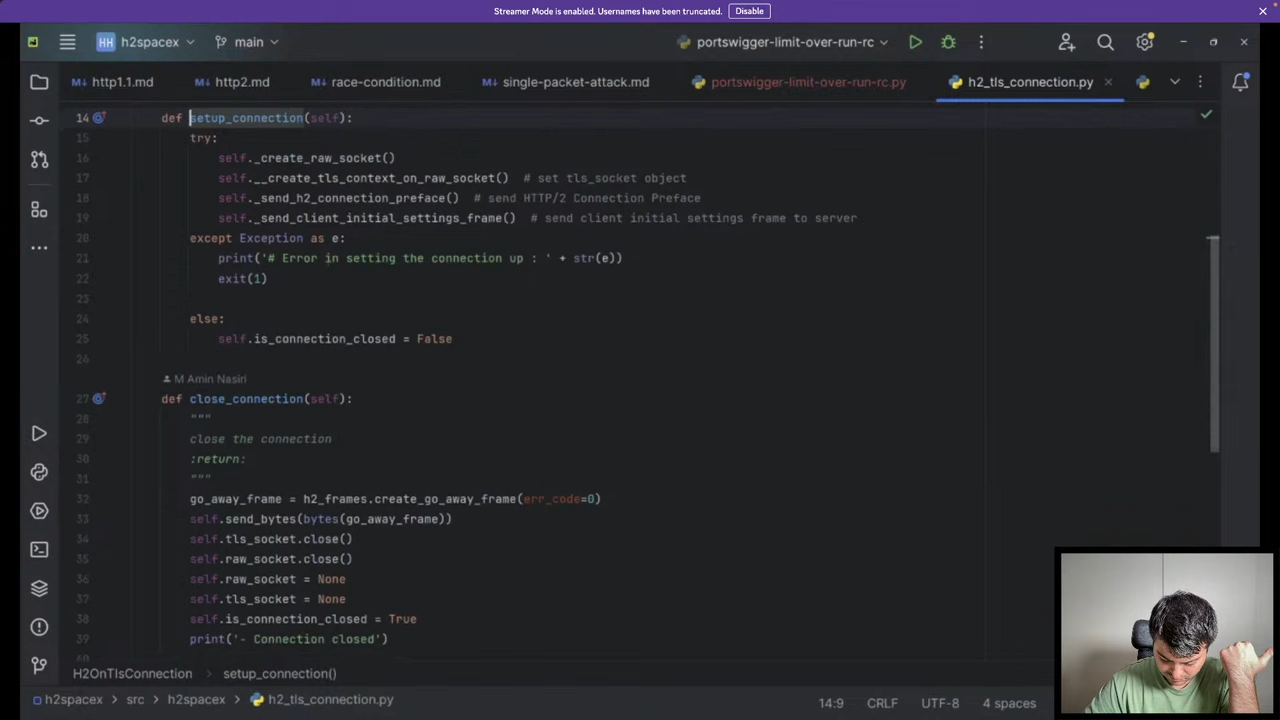 Streamer Mode is enabled. Usernames have been truncated. Disable
HH h2spacex main portswigger-limit-over-run-rc
http1.1.md http2.md race-condition.md single-packet-attack.md portswigger-limit-over-run-rc.py h2_tls_connection.py
14 def setup_connection(self):
15 try:
16 self._create_raw_socket()
17 self.__create_tls_context_on_raw_socket() # set tls_socket object
18 self._send_h2_connection_preface() # send HTTP/2 Connection Preface
19 self._send_client_initial_settings_frame() # send client initial settings frame to server
20 except Exception as e:
21 print('# Error in setting the connection up : ' + str(e))
22 exit(1)
23
24 else:
25 self.is_connection_closed = False
26
M Amin Nasiri
27 def close_connection(self):
28 """
29 close the connection
30 :return:
31 """
32 go_away_frame = h2_frames.create_go_away_frame(err_code=0)
33 self.send_bytes(bytes(go_away_frame))
34 self.tls_socket.close()
35 self.raw_socket.close()
36 self.raw_socket = None
37 self.tls_socket = None
38 self.is_connection_closed = True
39 print('- Connection closed')
H2OnTlsConnection setup_connection()
h2spacex src h2spacex h2_tls_connection.py 14:9 CRLF UTF-8 4 spaces